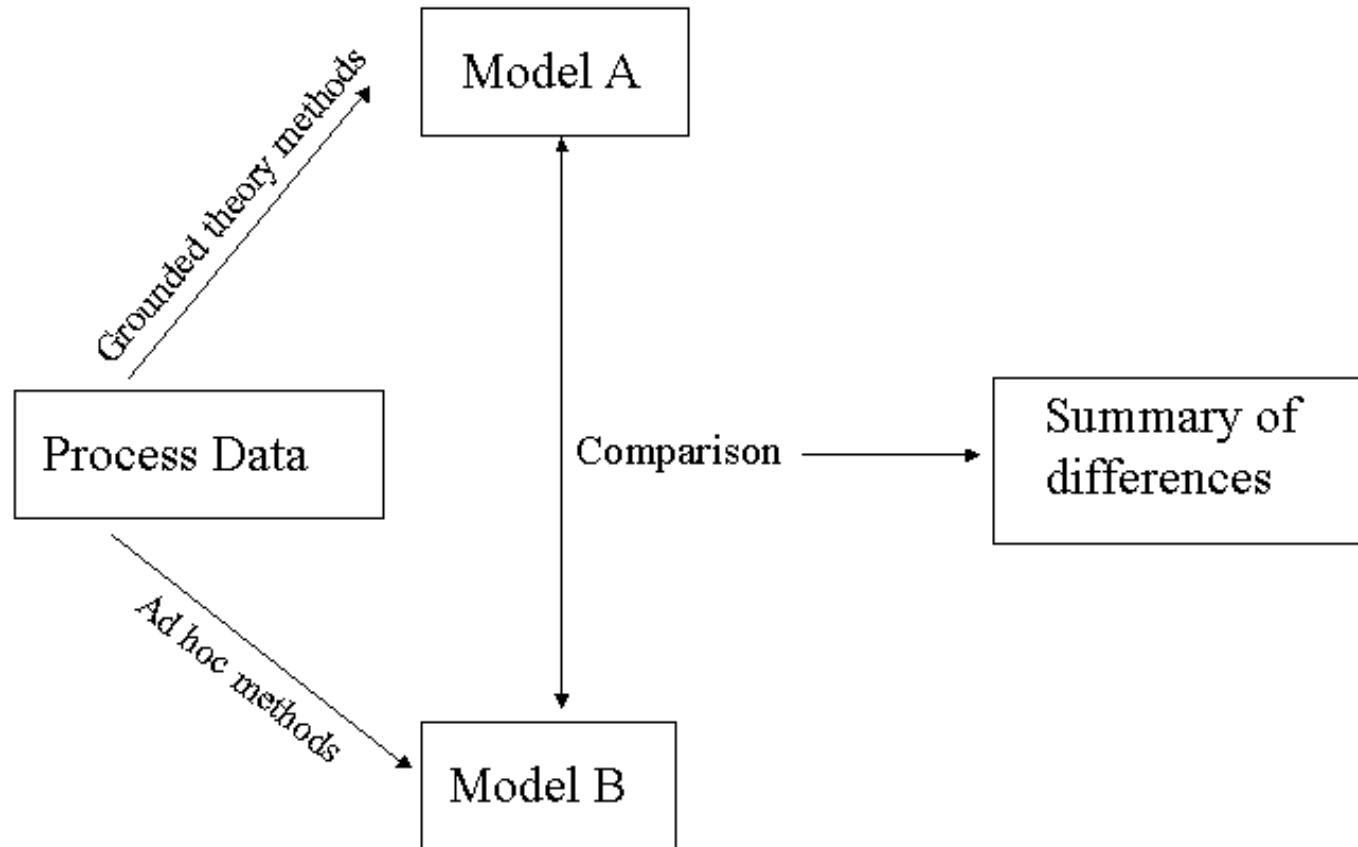 Model A
Grounded theory methods
Process Data
Comparison
Summary of
differences
Ad hoc methods
Model B